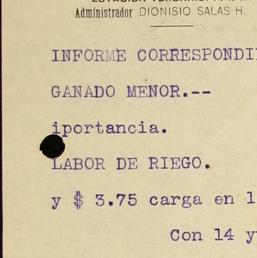 Administrador DIONISIO SALAS H.
INFORME CORRESPONDI
GANADO MENOR.--
iportancia.
LABOR DE RIEGO.
y $ 3.75 carga en l
Con 14 y